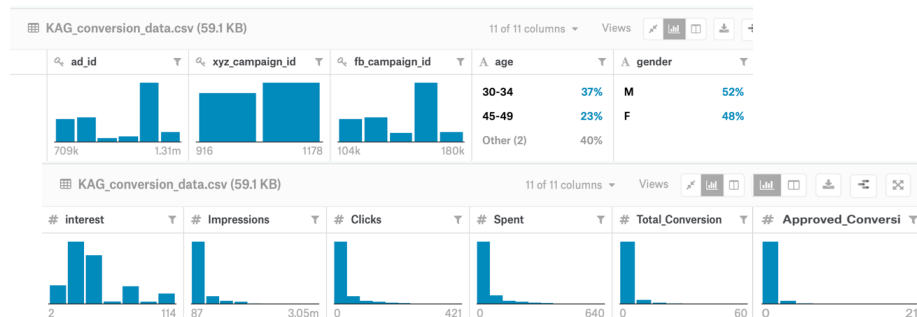 KAG_conversion_data.csv (59.1 KB) 11 of 11 columns Views
ad_id xyz_campaign_id fb_campaign_id A age A gender
30-34 37% M 52%
45-49 23% F 48%
Other (2) 40%
709k 1.31m 916 1178 104k 180k
KAG_conversion_data.csv (59.1 KB) 11 of 11 columns Views
# interest # Impressions # Clicks # Spent # Total_Conversion # Approved_Conversi
2 114 87 3.05m 0 421 0 640 0 60 0 21